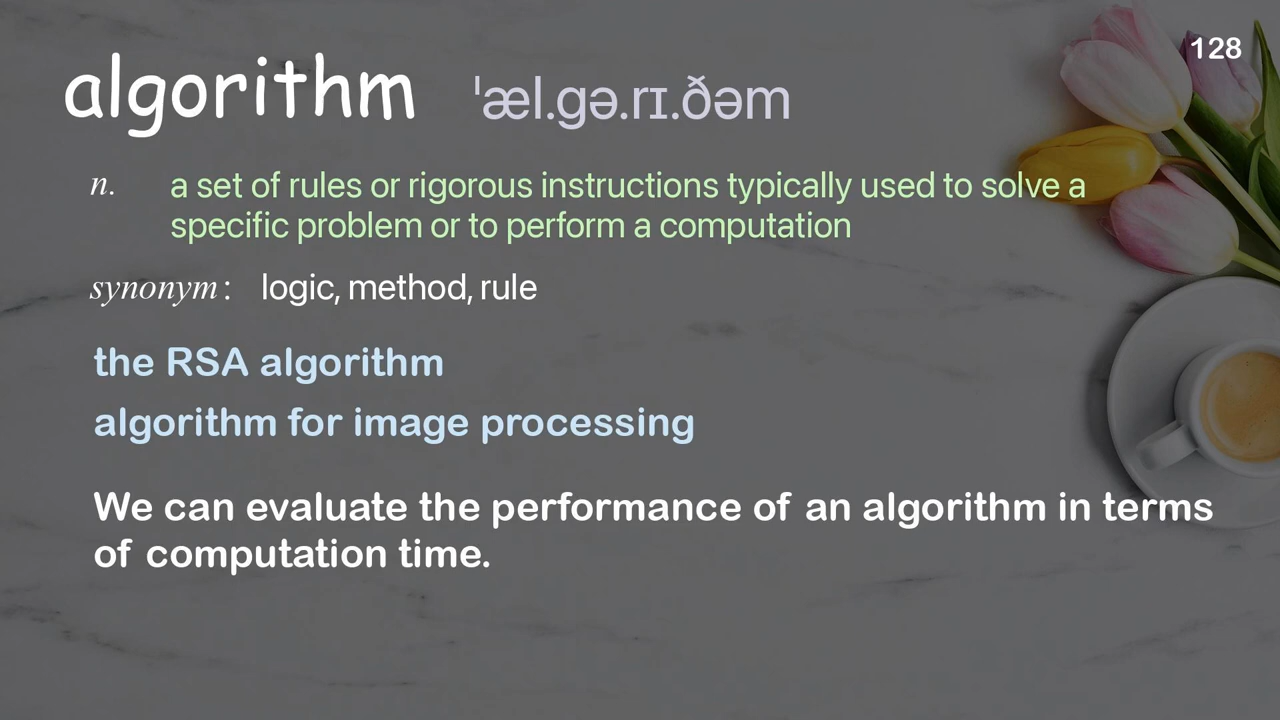 128
algorithm ˈæl.gə.rɪ.ðəm
n. a set of rules or rigorous instructions typically used to solve a
specific problem or to perform a computation
synonym: logic, method, rule
the RSA algorithm
algorithm for image processing
We can evaluate the performance of an algorithm in terms
of computation time.